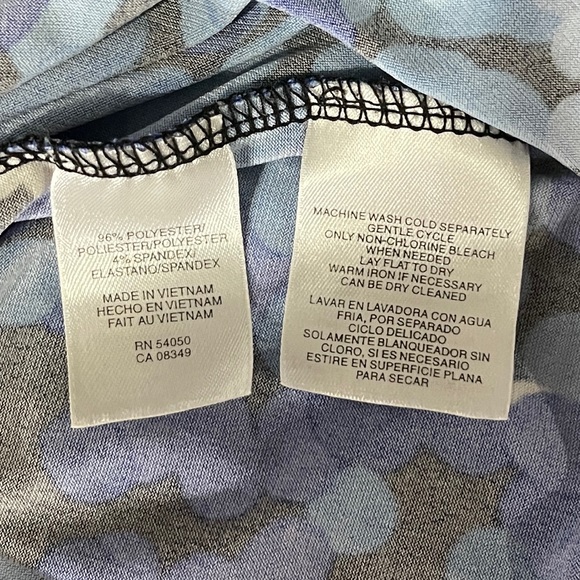 96% POLYESTER/
POLIESTER/POLYESTER
4% SPANDEX/
ELASTANO/SPANDEX
MADE IN VIETNAM
HECHO EN VIETNAM
FAIT AU VIETNAM
RN 54050
CA 08349
MACHINE WASH COLD SEPARATELY
GENTLE CYCLE
ONLY NON-CHLORINE BLEACH
WHEN NEEDED
LAY FLAT TO DRY
WARM IRON IF NECESSARY
CAN BE DRY CLEANED
LAVAR EN LAVADORA CON AGUA
FRIA, POR SEPARADO
CICLO DELICADO
SOLAMENTE BLANQUEADOR SIN
CLORO, SI ES NECESARIO
ESTIRE EN SUPERFICIE PLANA
PARA SECAR